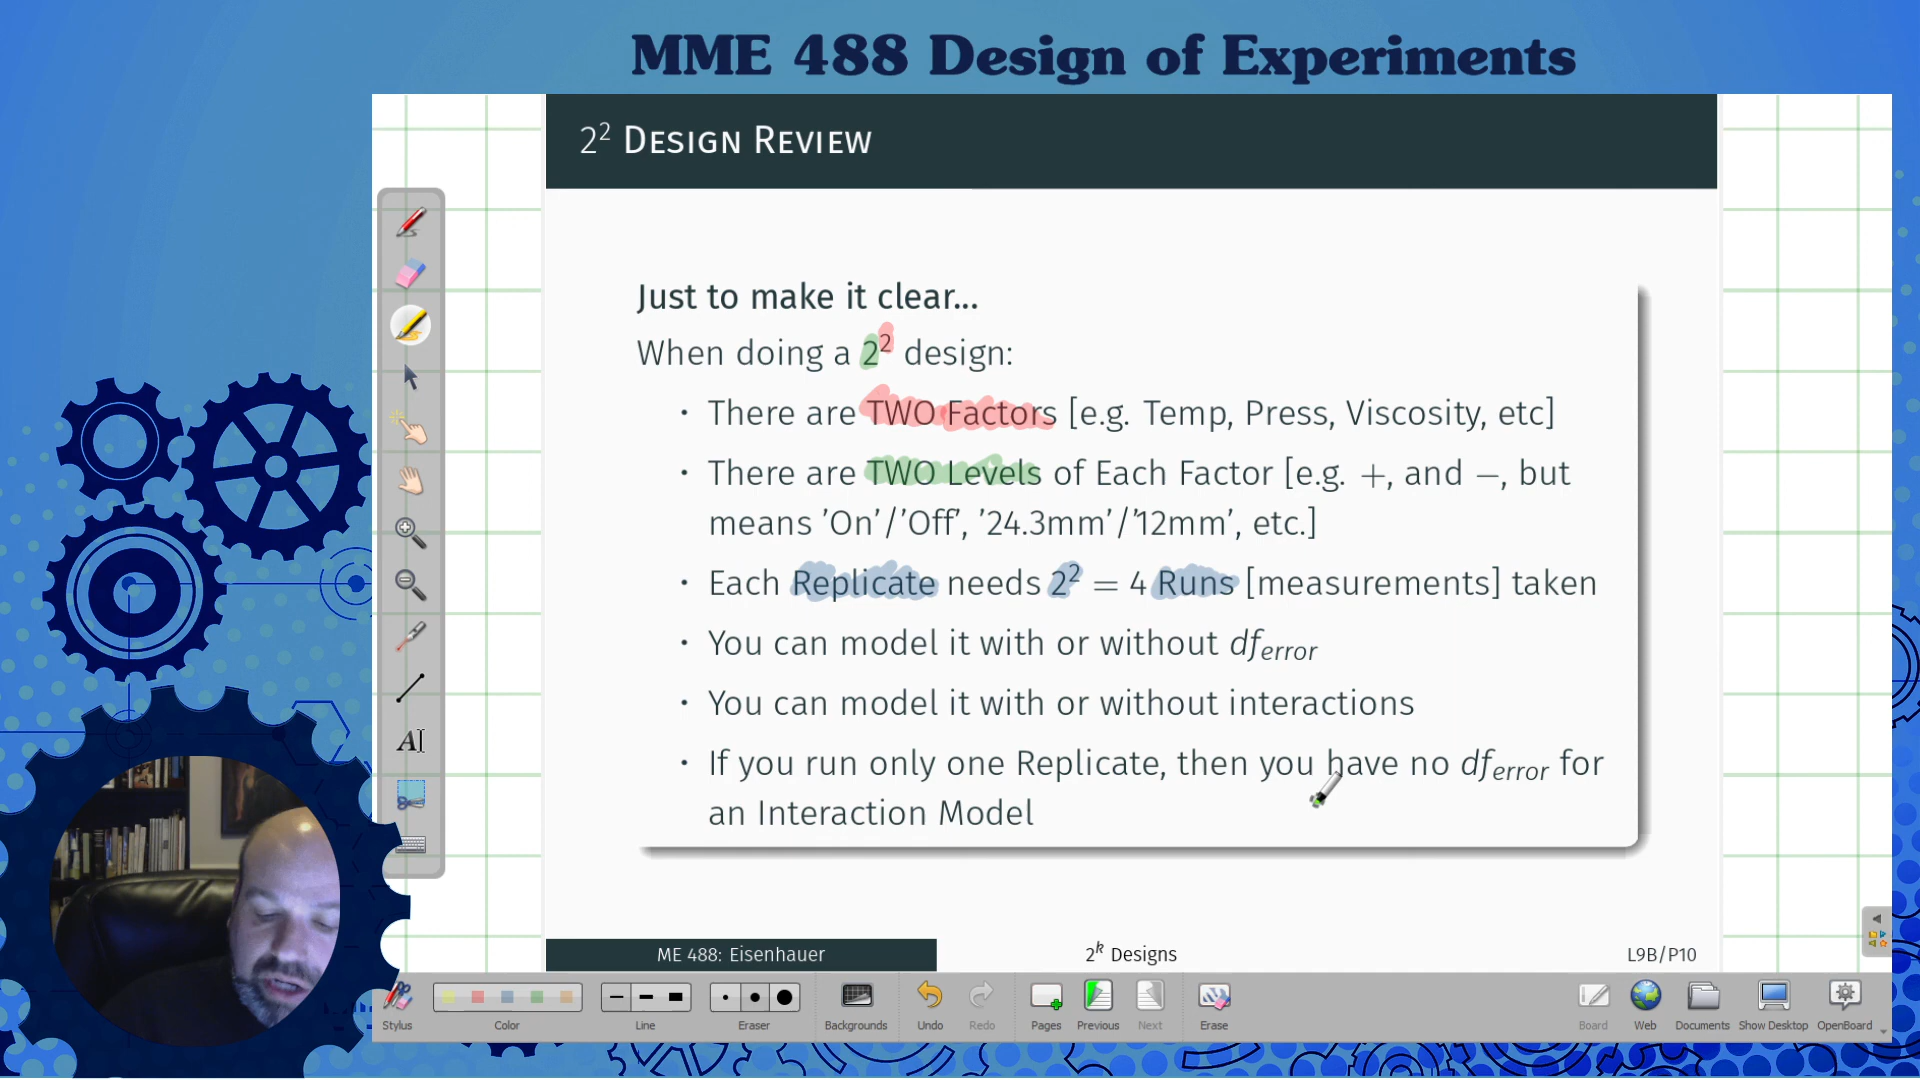 MME 488 Design of Experiments
2² Design Review
Just to make it clear...
When doing a 2² design:
• There are TWO Factors [e.g. Temp, Press, Viscosity, etc]
• There are TWO Levels of Each Factor [e.g. +, and −, but
means 'On'/'Off', '24.3mm'/'12mm', etc.]
• Each Replicate needs 2² = 4 Runs [measurements] taken
• You can model it with or without df_error
• You can model it with or without interactions
• If you run only one Replicate, then you have no df_error for
an Interaction Model
ME 488: Eisenhauer
2^k Designs
L9B/P10
Stylus
Color
Line
Eraser
Backgrounds
Undo
Redo
Pages
Previous
Next
Erase
Board
Web
Documents
Show Desktop
OpenBoard